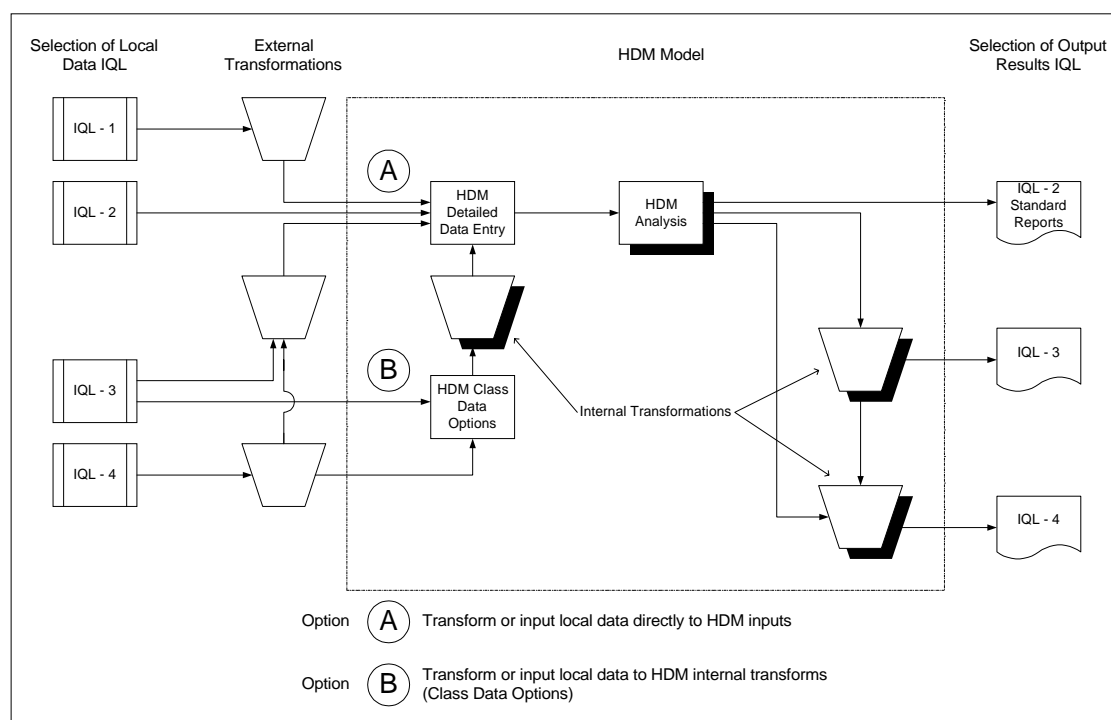 Selection of Local
Data IQL
External
Transformations
HDM Model
Selection of Output
Results IQL
IQL - 1
IQL - 2
IQL - 3
IQL - 4
A
HDM
Detailed
Data Entry
HDM
Analysis
IQL - 2
Standard
Reports
B
HDM Class
Data
Options
Internal Transformations
IQL - 3
IQL - 4
Option A Transform or input local data directly to HDM inputs
Option B Transform or input local data to HDM internal transforms
(Class Data Options)